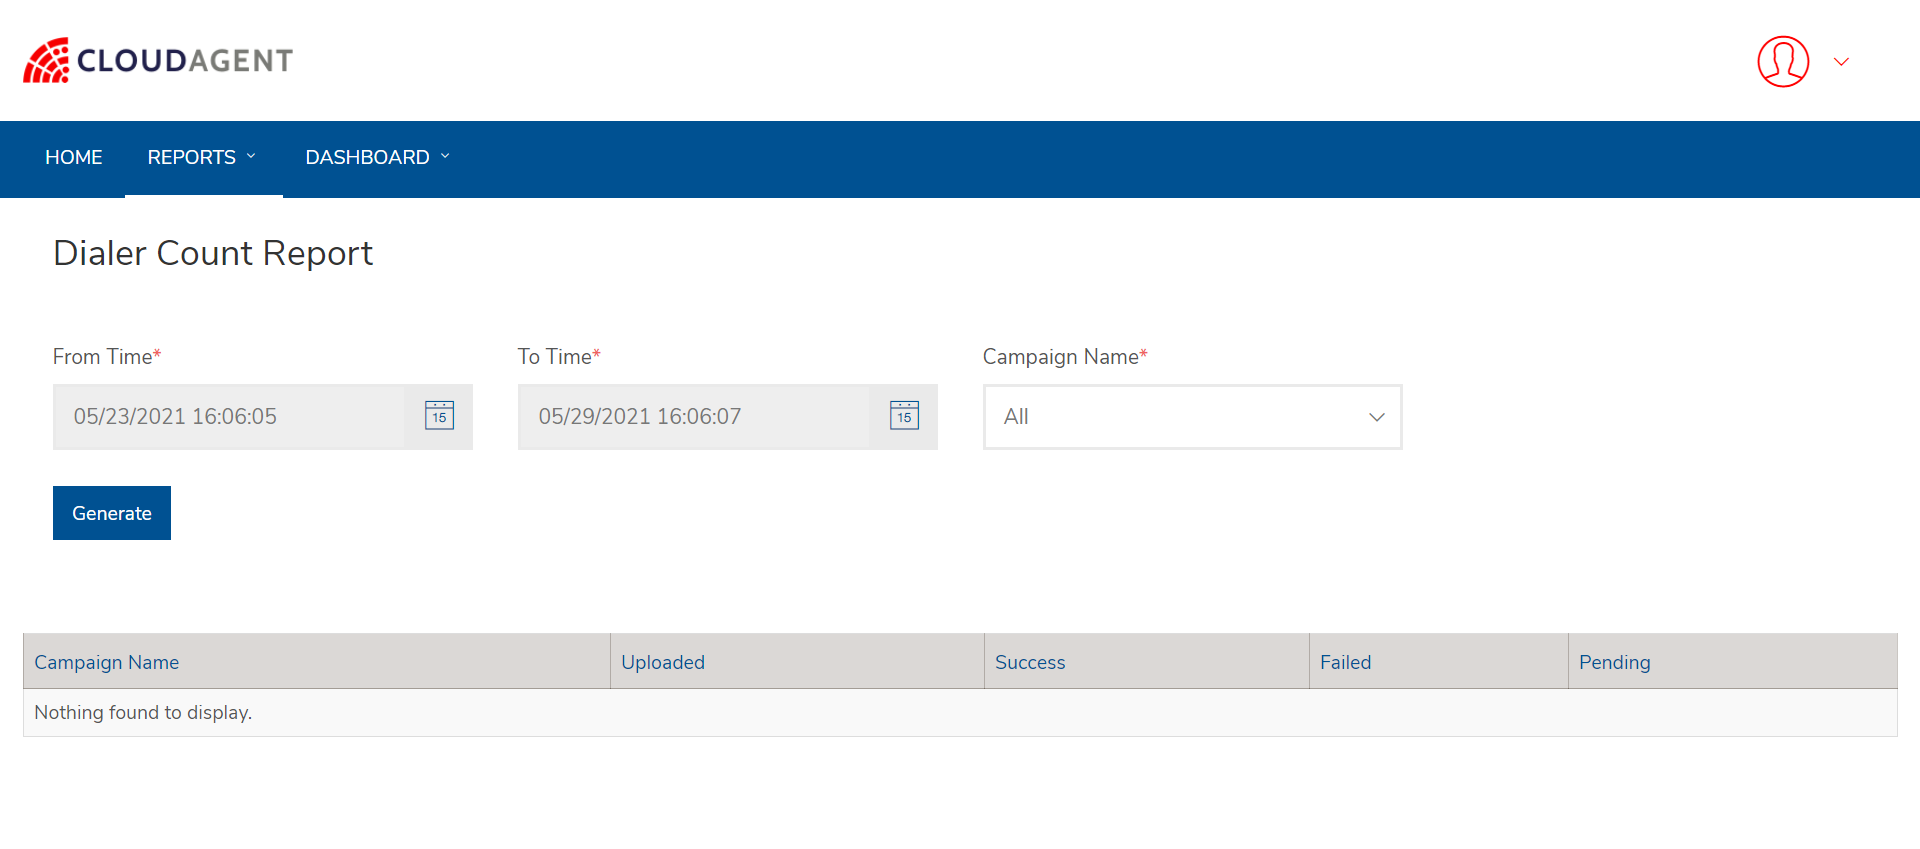 CLOUDAGENT
HOME REPORTS DASHBOARD
Dialer Count Report
From Time* To Time* Campaign Name*
05/23/2021 16:06:05 15 05/29/2021 16:06:07 15 All
Generate
Campaign Name Uploaded Success Failed Pending
Nothing found to display.